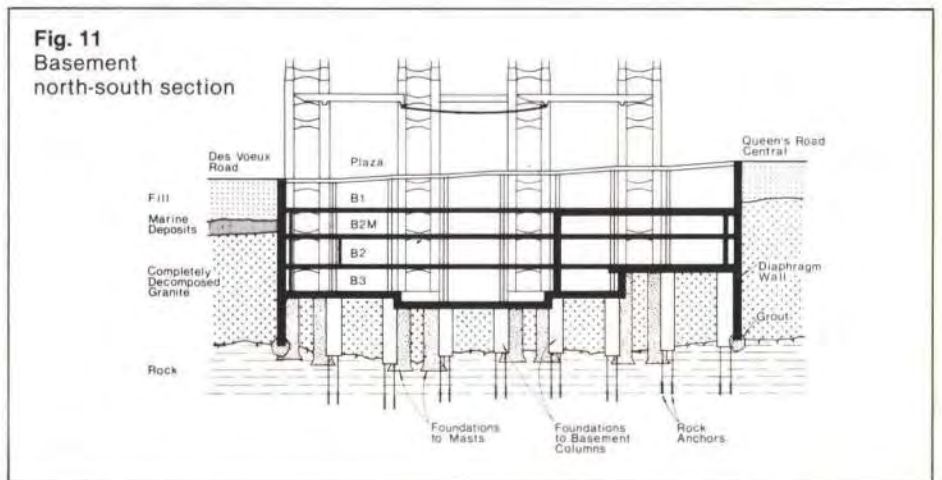 Fig. 11
Basement
north-south section
Des Voeux
Road
Plaza
Queen's Road
Central
Fill
B1
Marine
Deposits
B2M
B2
Completely
Decomposed
Granite
B3
Diaphragm
Wall
Grout
Rock
Foundations
to Masts
Foundations
to Basement
Columns
Rock
Anchors